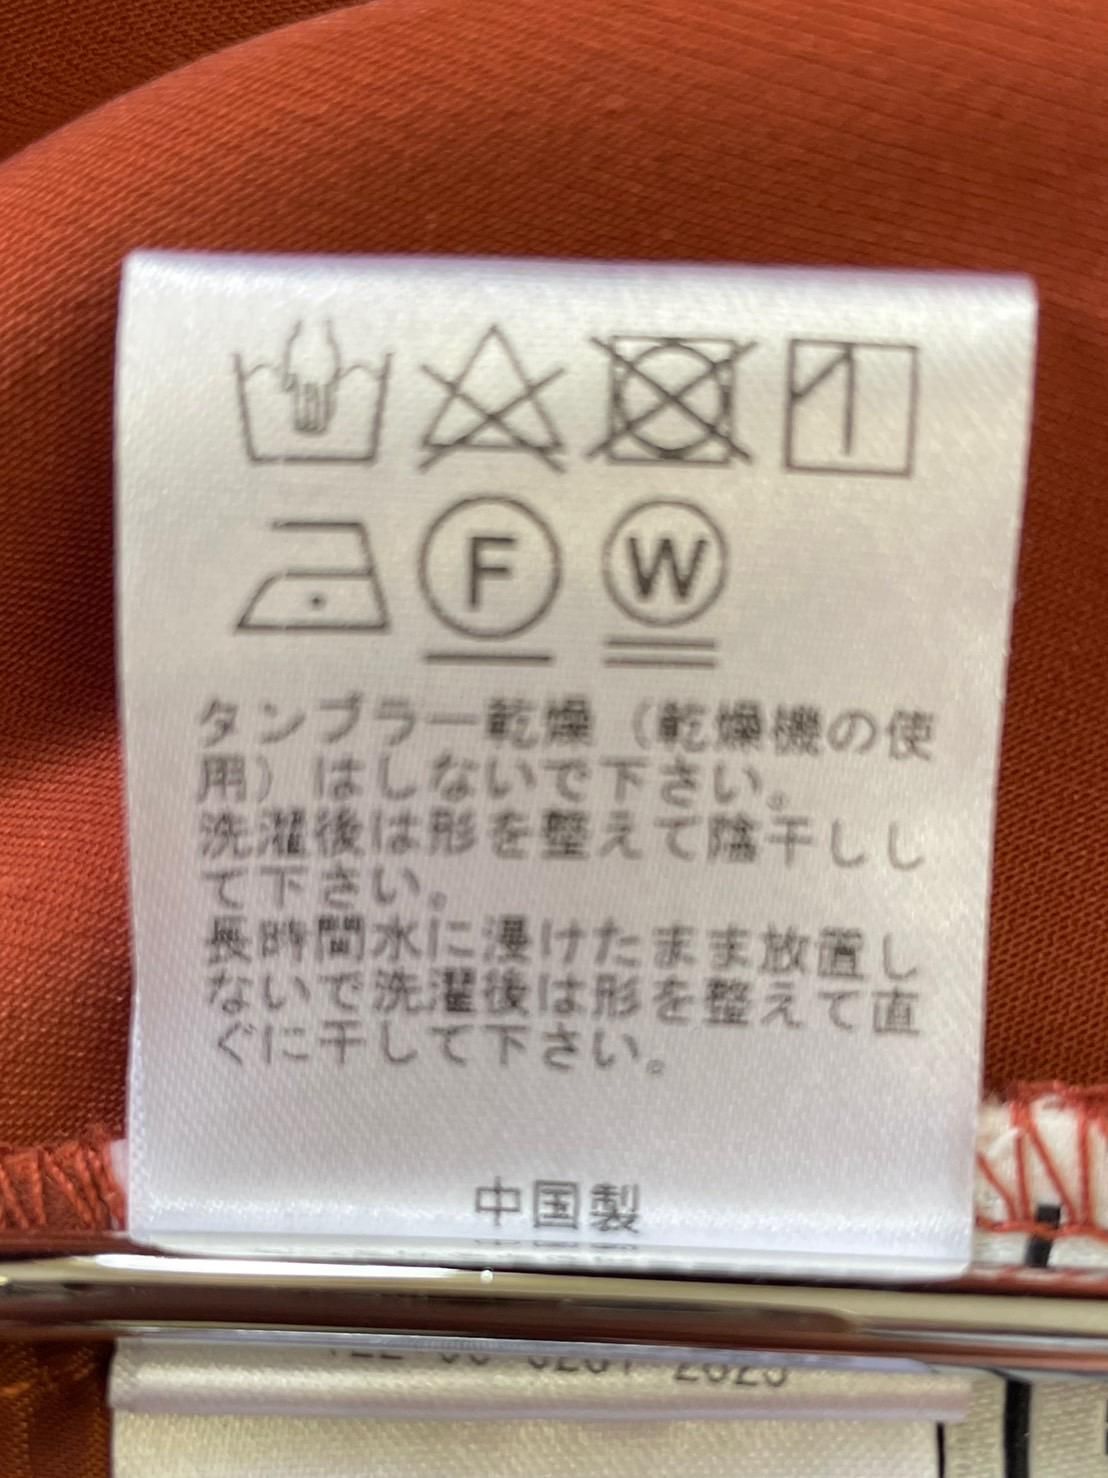 F W
タンブラー乾燥（乾燥機の使
用）はしないで下さい。
洗濯後は形を整えて陰干しし
て下さい。
長時間水に浸けたまま放置し
ないで洗濯後は形を整えて直
ぐに干して下さい。
中国製